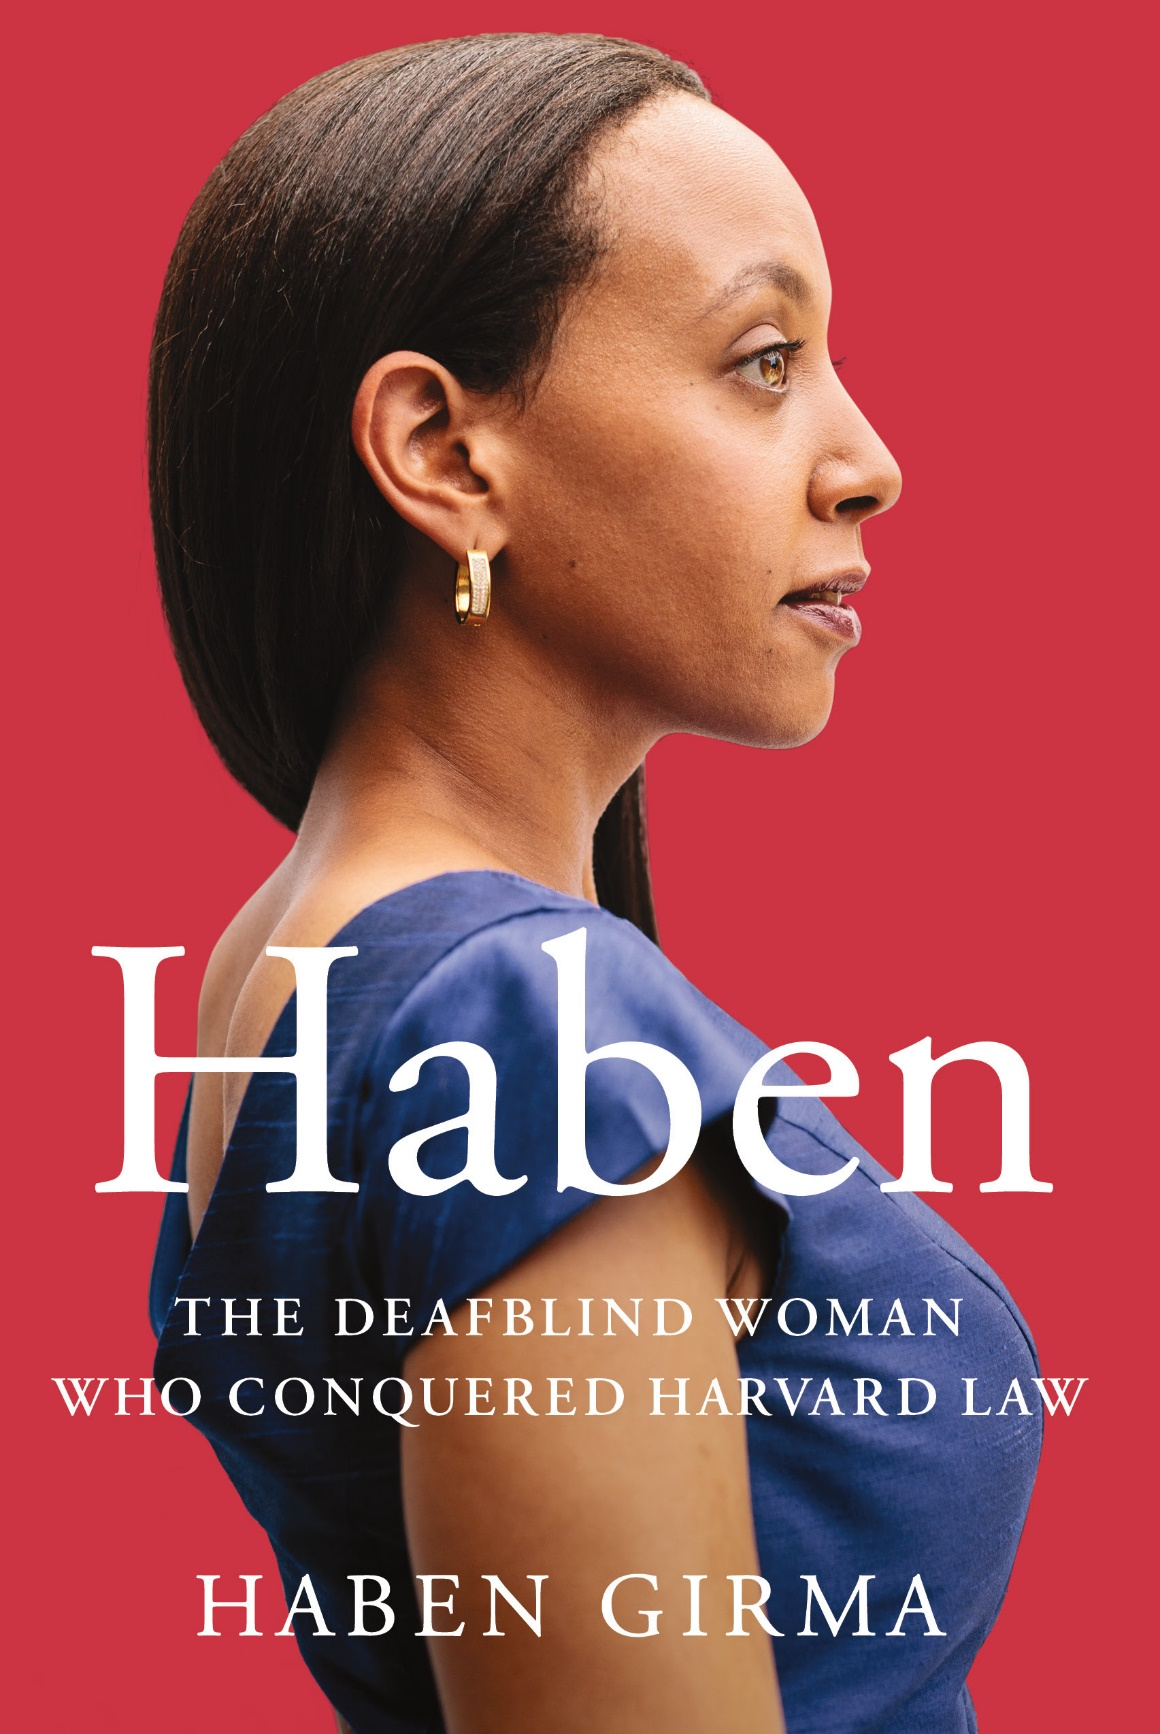 Haben
THE DEAFBLIND WOMAN
WHO CONQUERED HARVARD LAW
HABEN GIRMA